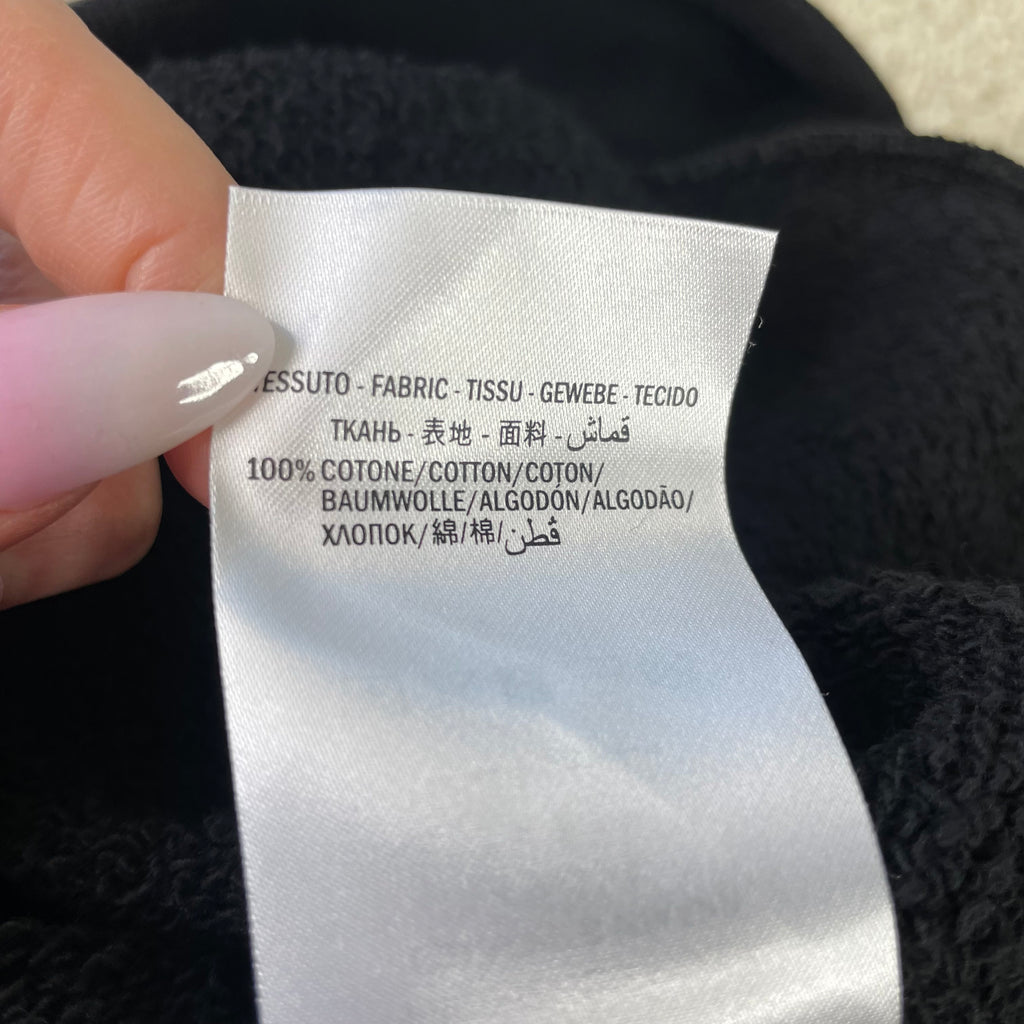 ESSUTO - FABRIC - TISSU - GEWEBE - TECIDO
ТКАНЬ - 表地 - 面料 - قماش
100% COTONE/COTTON/COTON/
BAUMWOLLE/ALGODÓN/ALGODÃO/
ХЛОПОК/綿/棉/قطن